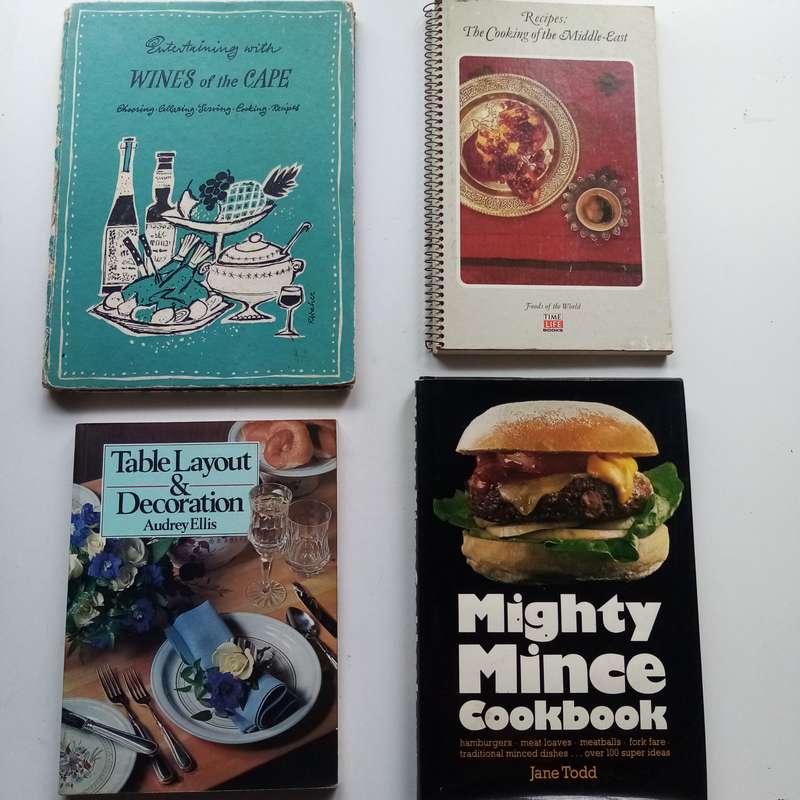 Entertaining with
WINES of the CAPE
Choosing · Cellaring · Serving · Cooking · Recipes
Recipes:
The Cooking of the Middle-East
Foods of the World
TIME
LIFE
BOOKS
Table Layout
&
Decoration
Audrey Ellis
Mighty
Mince
Cookbook
hamburgers · meat loaves · meatballs · fork fare ·
traditional minced dishes . . . over 100 super ideas
Jane Todd